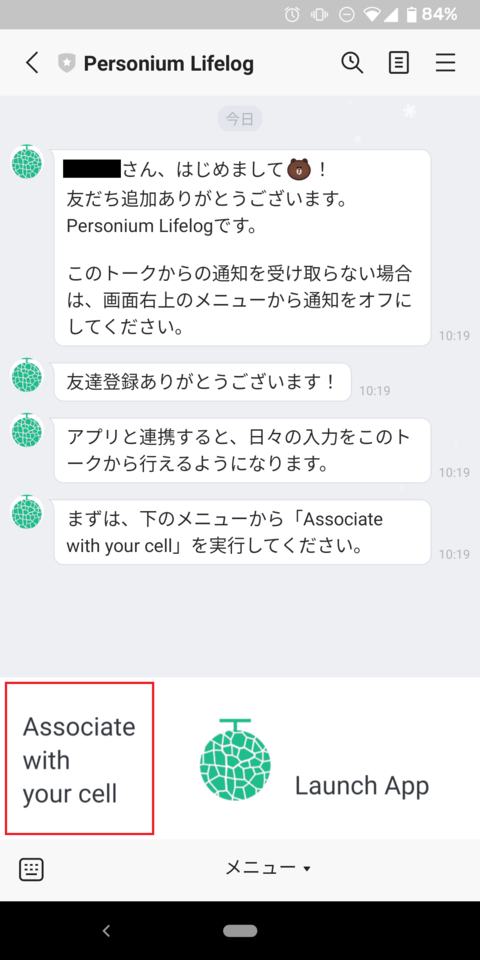 84%
Personium Lifelog
今日
さん、はじめまして！
友だち追加ありがとうございます。
Personium Lifelogです。
このトークからの通知を受け取らない場合
は、画面右上のメニューから通知をオフに
してください。
10:19
友達登録ありがとうございます！
10:19
アプリと連携すると、日々の入力をこのト
ークから行えるようになります。
10:19
まずは、下のメニューから「Associate
with your cell」を実行してください。
10:19
Associate
with
your cell
Launch App
メニュー